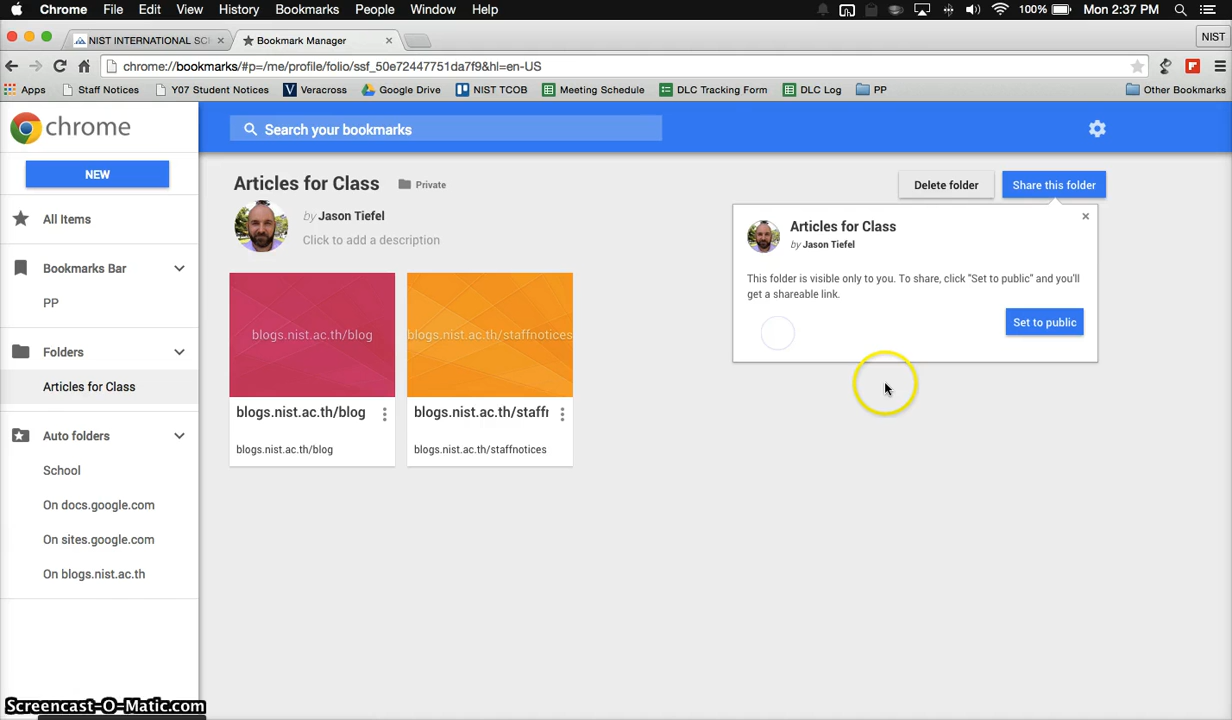 Chrome File Edit View History Bookmarks People Window Help 100% Mon 2:37 PM
NIST INTERNATIONAL SC Bookmark Manager NIST
chrome://bookmarks/#p=/me/profile/folio/ssf_50e72447751da7f9&hl=en-US
Apps Staff Notices Y07 Student Notices Veracross Google Drive NIST TCOB Meeting Schedule DLC Tracking Form DLC Log PP Other Bookmarks
chrome
Search your bookmarks
NEW
All Items
Bookmarks Bar
PP
Folders
Articles for Class
Auto folders
School
On docs.google.com
On sites.google.com
On blogs.nist.ac.th
Articles for Class Private
by Jason Tiefel
Click to add a description
Delete folder Share this folder
blogs.nist.ac.th/blog
blogs.nist.ac.th/blog
blogs.nist.ac.th/blog
blogs.nist.ac.th/staffnotices
blogs.nist.ac.th/staffr
blogs.nist.ac.th/staffnotices
Articles for Class
by Jason Tiefel
This folder is visible only to you. To share, click "Set to public" and you'll
get a shareable link.
Set to public
Screencast-O-Matic.com